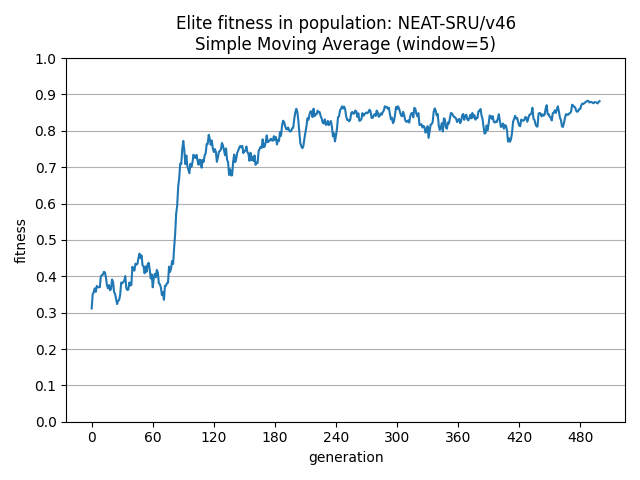 Elite fitness in population: NEAT-SRU/v46
Simple Moving Average (window=5)
1.0
0.9
0.8
0.7
0.6
0.5
0.4
0.3
0.2
0.1
0.0
fitness
0 60 120 180 240 300 360 420 480
generation